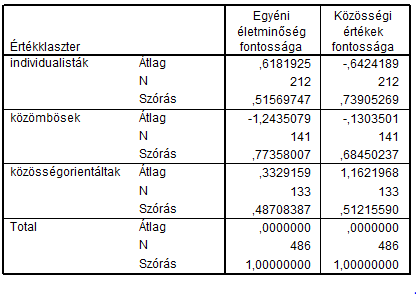 Értékklaszter Egyéni életminőség fontossága Közösségi értékek fontossága
individualisták Átlag ,6181925 -,6424189
N 212 212
Szórás ,51569747 ,73905269
közömbösek Átlag -1,2435079 -,1303501
N 141 141
Szórás ,77358007 ,68450237
közösségorientáltak Átlag ,3329159 1,1621968
N 133 133
Szórás ,48708387 ,51215590
Total Átlag ,0000000 ,0000000
N 486 486
Szórás 1,00000000 1,00000000
.